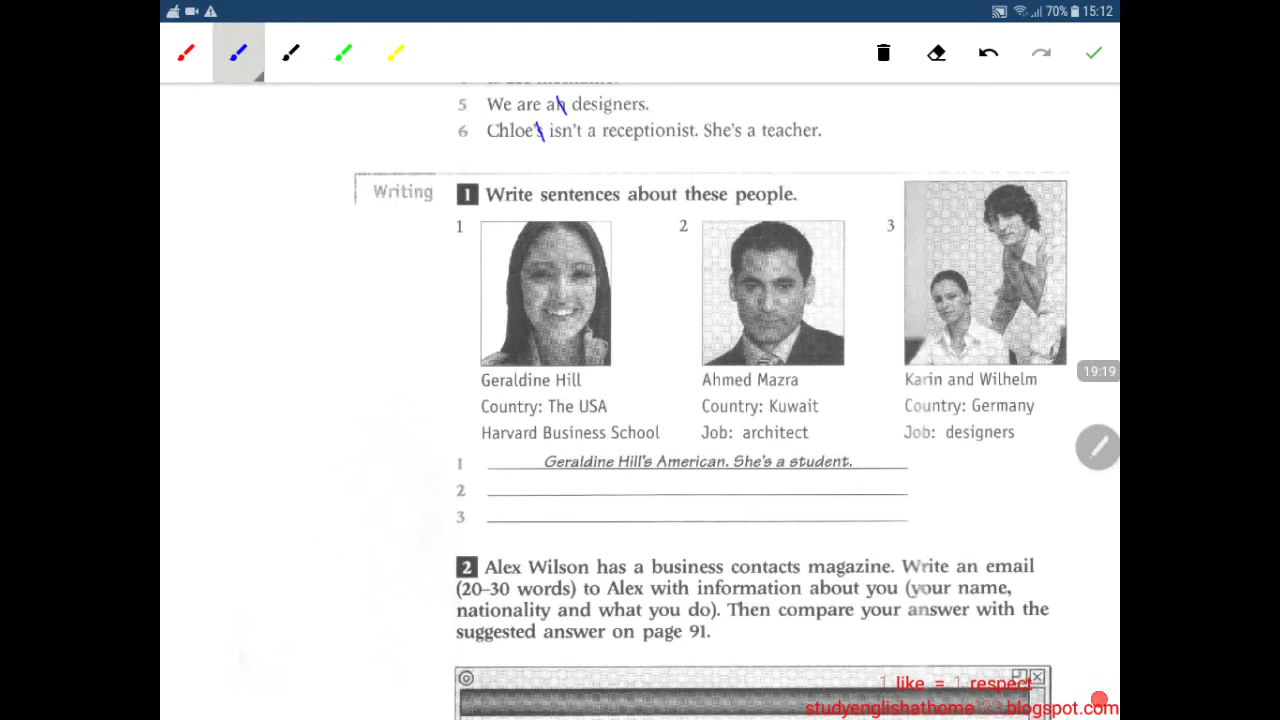 70% 15:12
5 We are an designers.
6 Chloe's isn't a receptionist. She's a teacher.
Writing
1 Write sentences about these people.
1 2 3
Geraldine Hill Ahmed Mazra Karin and Wilhelm
Country: The USA Country: Kuwait Country: Germany
Harvard Business School Job: architect Job: designers
19:19
1 Geraldine Hill's American. She's a student.
2
3
2 Alex Wilson has a business contacts magazine. Write an email
(20–30 words) to Alex with information about you (your name,
nationality and what you do). Then compare your answer with the
suggested answer on page 91.
1 like = 1 respect
studyenglishathome123.blogspot.com